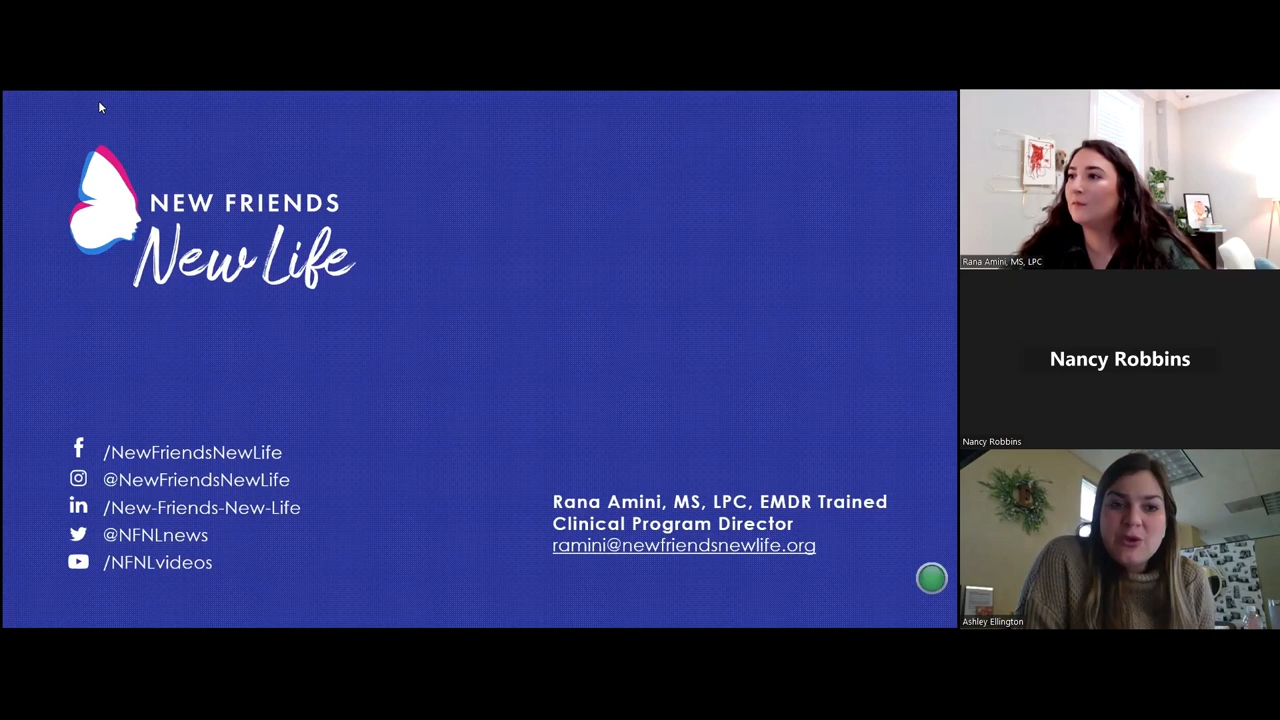 NEW FRIENDS
New Life
/NewFriendsNewLife
@NewFriendsNewLife
/New-Friends-New-Life
@NFNLnews
/NFNLvideos
Rana Amini, MS, LPC, EMDR Trained
Clinical Program Director
ramini@newfriendsnewlife.org
Rana Amini, MS, LPC
Nancy Robbins
Nancy Robbins
Ashley Ellington